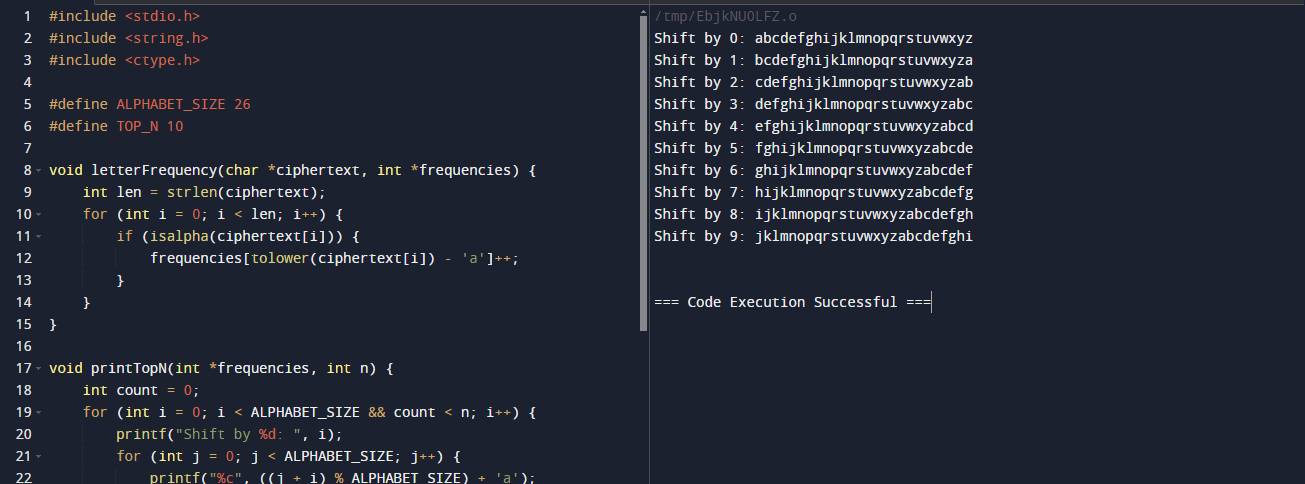 1 #include <stdio.h>
2 #include <string.h>
3 #include <ctype.h>
4
5 #define ALPHABET_SIZE 26
6 #define TOP_N 10
7
8 void letterFrequency(char *ciphertext, int *frequencies) {
9 int len = strlen(ciphertext);
10 for (int i = 0; i < len; i++) {
11 if (isalpha(ciphertext[i])) {
12 frequencies[tolower(ciphertext[i]) - 'a']++;
13 }
14 }
15 }
16
17 void printTopN(int *frequencies, int n) {
18 int count = 0;
19 for (int i = 0; i < ALPHABET_SIZE && count < n; i++) {
20 printf("Shift by %d: ", i);
21 for (int j = 0; j < ALPHABET_SIZE; j++) {
22 printf("%c", ((j + i) % ALPHABET_SIZE) + 'a');
/tmp/EbjkNUOLFZ.o
Shift by 0: abcdefghijklmnopqrstuvwxyz
Shift by 1: bcdefghijklmnopqrstuvwxyza
Shift by 2: cdefghijklmnopqrstuvwxyzab
Shift by 3: defghijklmnopqrstuvwxyzabc
Shift by 4: efghijklmnopqrstuvwxyzabcd
Shift by 5: fghijklmnopqrstuvwxyzabcde
Shift by 6: ghijklmnopqrstuvwxyzabcdef
Shift by 7: hijklmnopqrstuvwxyzabcdefg
Shift by 8: ijklmnopqrstuvwxyzabcdefgh
Shift by 9: jklmnopqrstuvwxyzabcdefghi
=== Code Execution Successful ===